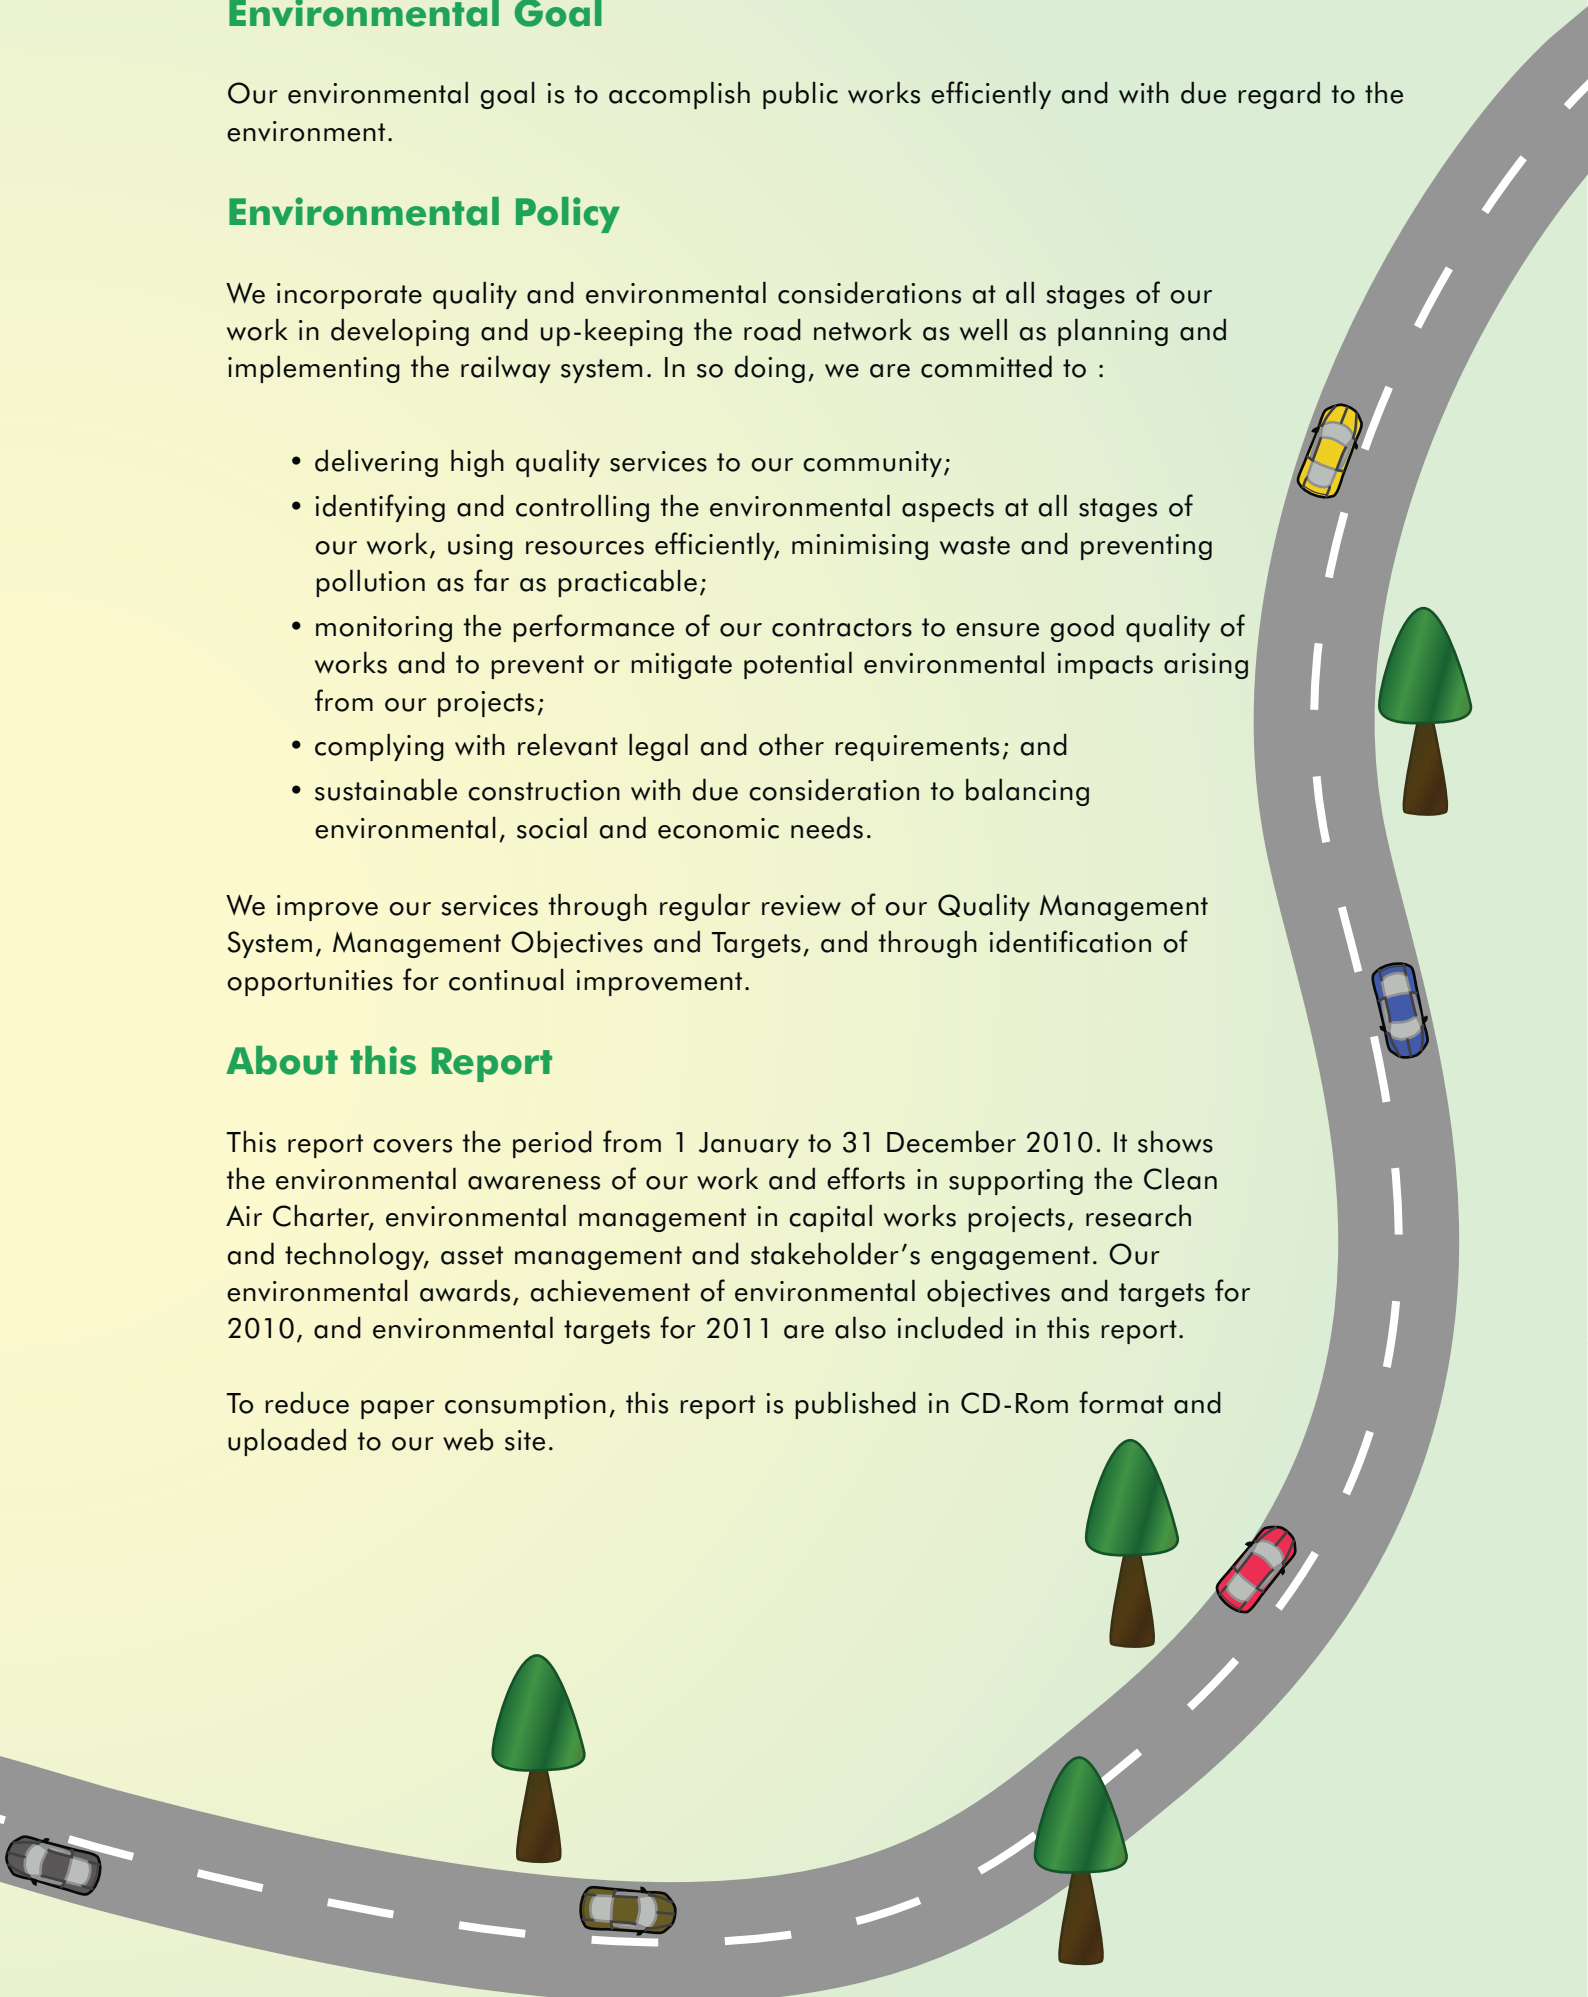 Environmental Goal
Our environmental goal is to accomplish public works efficiently and with due regard to the
environment.
Environmental Policy
We incorporate quality and environmental considerations at all stages of our
work in developing and up-keeping the road network as well as planning and
implementing the railway system. In so doing, we are committed to :
• delivering high quality services to our community;
• identifying and controlling the environmental aspects at all stages of
our work, using resources efficiently, minimising waste and preventing
pollution as far as practicable;
• monitoring the performance of our contractors to ensure good quality of
works and to prevent or mitigate potential environmental impacts arising
from our projects;
• complying with relevant legal and other requirements; and
• sustainable construction with due consideration to balancing
environmental, social and economic needs.
We improve our services through regular review of our Quality Management
System, Management Objectives and Targets, and through identification of
opportunities for continual improvement.
About this Report
This report covers the period from 1 January to 31 December 2010. It shows
the environmental awareness of our work and efforts in supporting the Clean
Air Charter, environmental management in capital works projects, research
and technology, asset management and stakeholder’s engagement. Our
environmental awards, achievement of environmental objectives and targets for
2010, and environmental targets for 2011 are also included in this report.
To reduce paper consumption, this report is published in CD-Rom format and
uploaded to our web site.